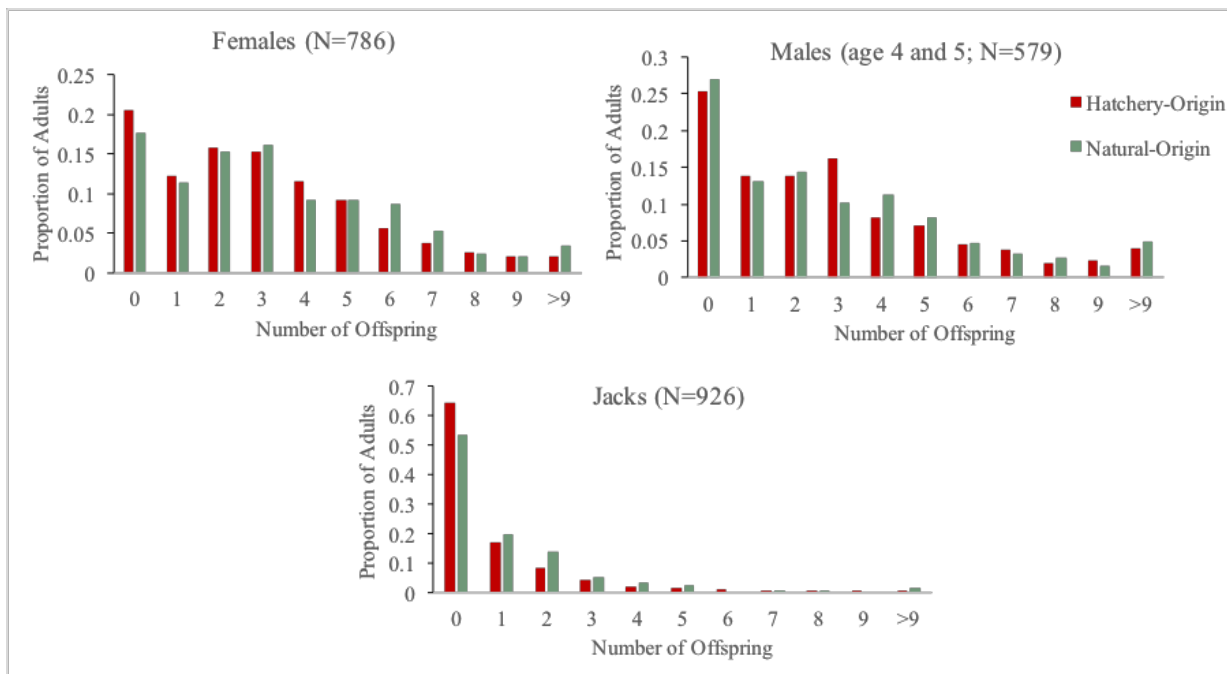 Females (N=786)
Proportion of Adults
0.25
0.2
0.15
0.1
0.05
0
0 1 2 3 4 5 6 7 8 9 >9
Number of Offspring
Males (age 4 and 5; N=579)
Proportion of Adults
0.3
0.25
0.2
0.15
0.1
0.05
0
0 1 2 3 4 5 6 7 8 9 >9
Number of Offspring
Hatchery-Origin
Natural-Origin
Jacks (N=926)
Proportion of Adults
0.7
0.6
0.5
0.4
0.3
0.2
0.1
0
0 1 2 3 4 5 6 7 8 9 >9
Number of Offspring